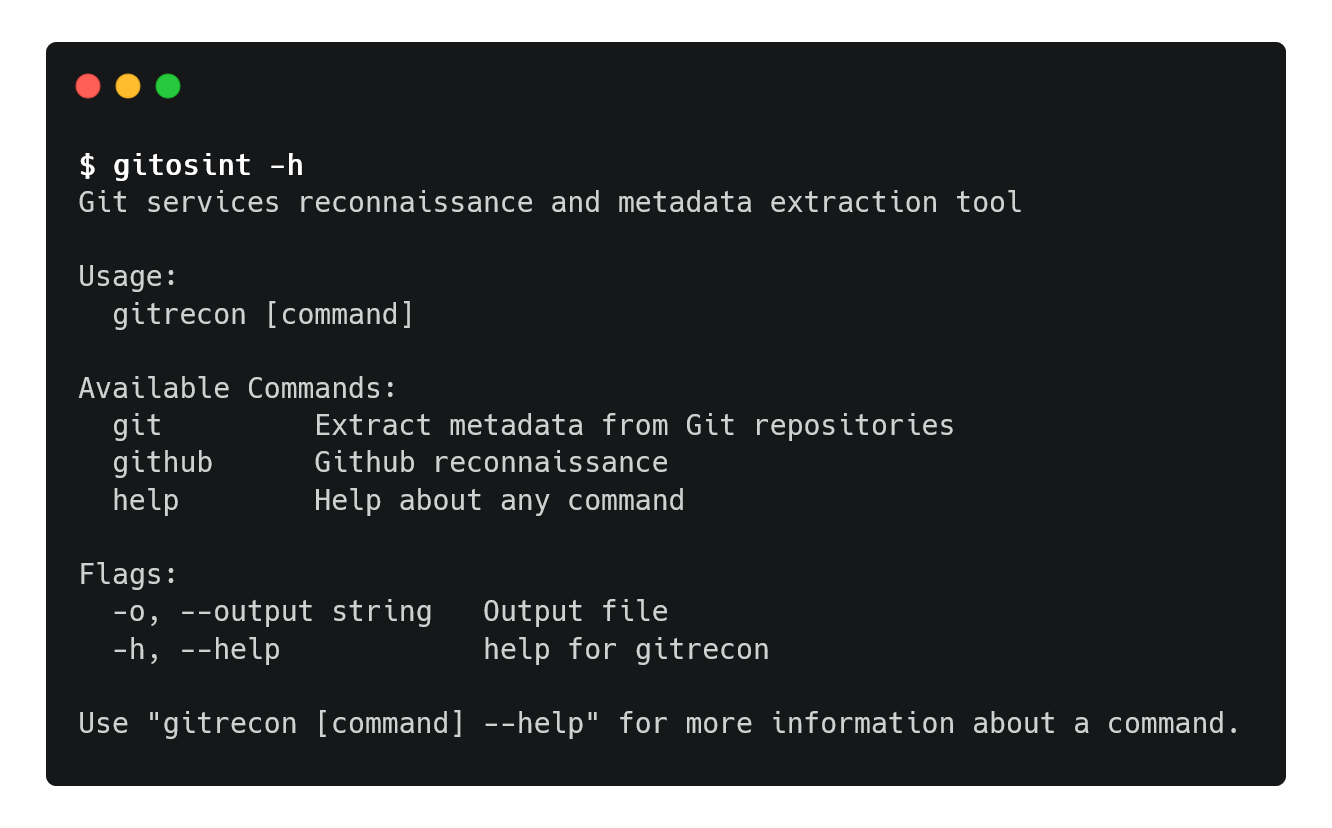 $ gitosint -h
Git services reconnaissance and metadata extraction tool
Usage:
gitrecon [command]
Available Commands:
git Extract metadata from Git repositories
github Github reconnaissance
help Help about any command
Flags:
-o, --output string Output file
-h, --help help for gitrecon
Use "gitrecon [command] --help" for more information about a command.